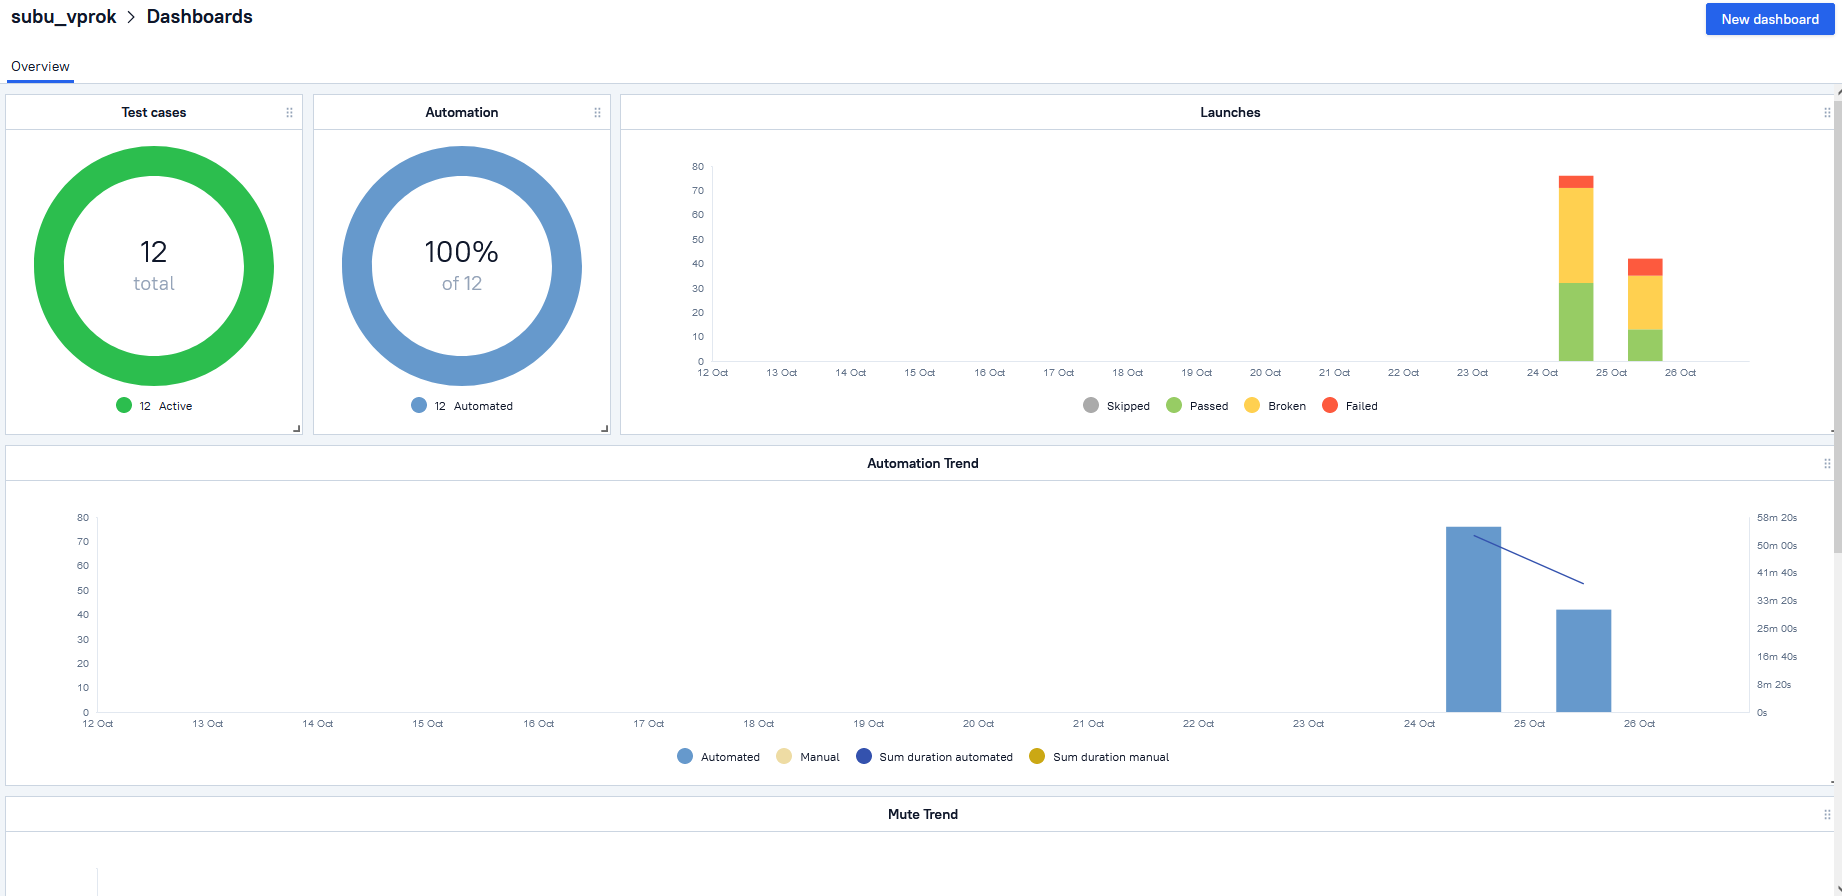 subu_vprok > Dashboards
New dashboard
Overview
Test cases
12
total
12 Active
Automation
100%
of 12
12 Automated
Launches
80
70
60
50
40
30
20
10
0
12 Oct 13 Oct 14 Oct 15 Oct 16 Oct 17 Oct 18 Oct 19 Oct 20 Oct 21 Oct 22 Oct 23 Oct 24 Oct 25 Oct 26 Oct
Skipped Passed Broken Failed
Automation Trend
80
70
60
50
40
30
20
10
0
58m 20s
50m 00s
41m 40s
33m 20s
25m 00s
16m 40s
8m 20s
0s
12 Oct 13 Oct 14 Oct 15 Oct 16 Oct 17 Oct 18 Oct 19 Oct 20 Oct 21 Oct 22 Oct 23 Oct 24 Oct 25 Oct 26 Oct
Automated Manual Sum duration automated Sum duration manual
Mute Trend